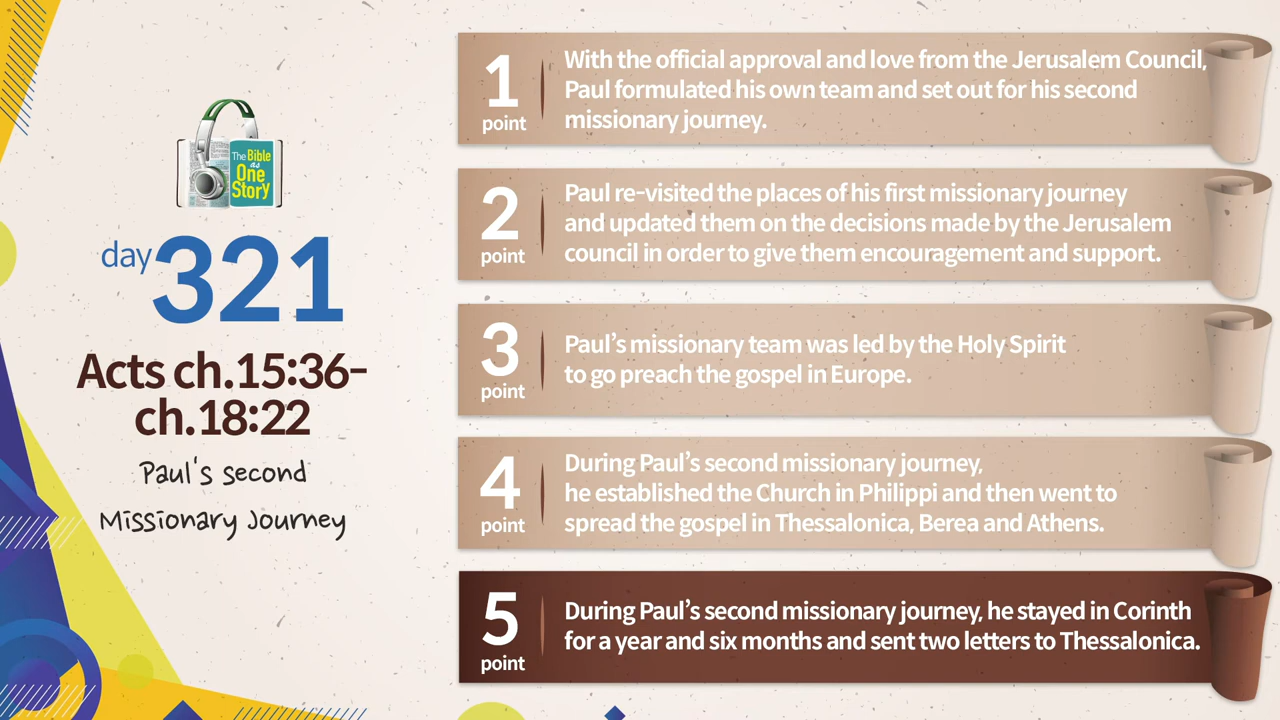 The Bible
as
One
Story
day321
Acts ch.15:36-
ch.18:22
Paul's second
Missionary Journey
1
point
With the official approval and love from the Jerusalem Council,
Paul formulated his own team and set out for his second
missionary journey.
2
point
Paul re-visited the places of his first missionary journey
and updated them on the decisions made by the Jerusalem
council in order to give them encouragement and support.
3
point
Paul's missionary team was led by the Holy Spirit
to go preach the gospel in Europe.
4
point
During Paul's second missionary journey,
he established the Church in Philippi and then went to
spread the gospel in Thessalonica, Berea and Athens.
5
point
During Paul's second missionary journey, he stayed in Corinth
for a year and six months and sent two letters to Thessalonica.